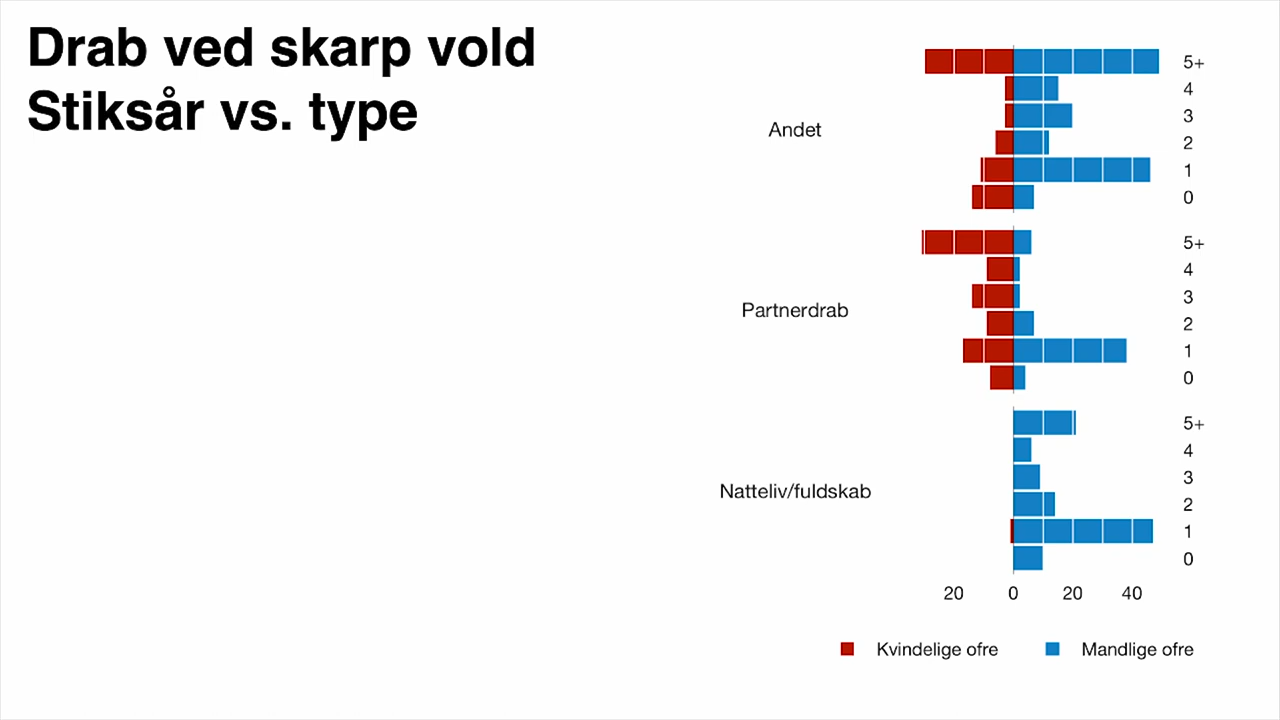 Drab ved skarp vold
Stiksår vs. type
5+
4
3
Andet
2
1
0
5+
4
3
Partnerdrab
2
1
0
5+
4
3
Natteliv/fuldskab
2
1
0
20 0 20 40
Kvindelige ofre Mandlige ofre